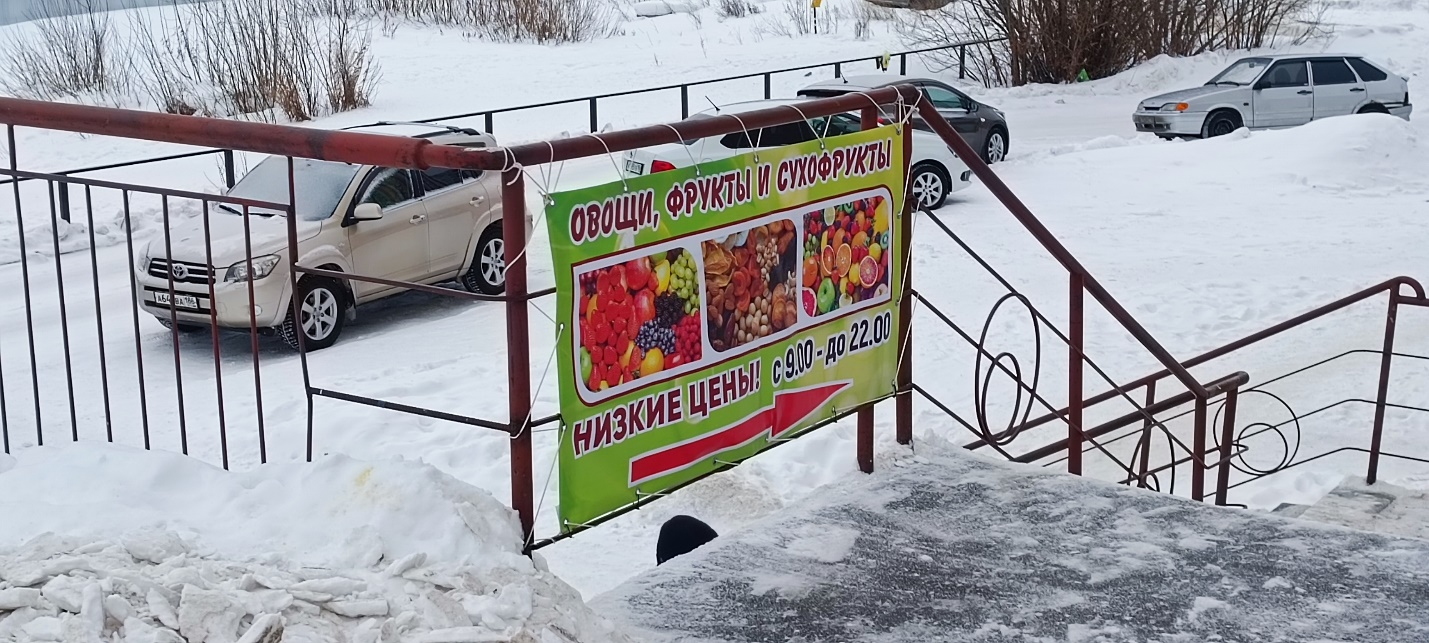 ОВОЩИ, ФРУКТЫ И СУХОФРУКТЫ
НИЗКИЕ ЦЕНЫ! с 9.00 - до 22.00